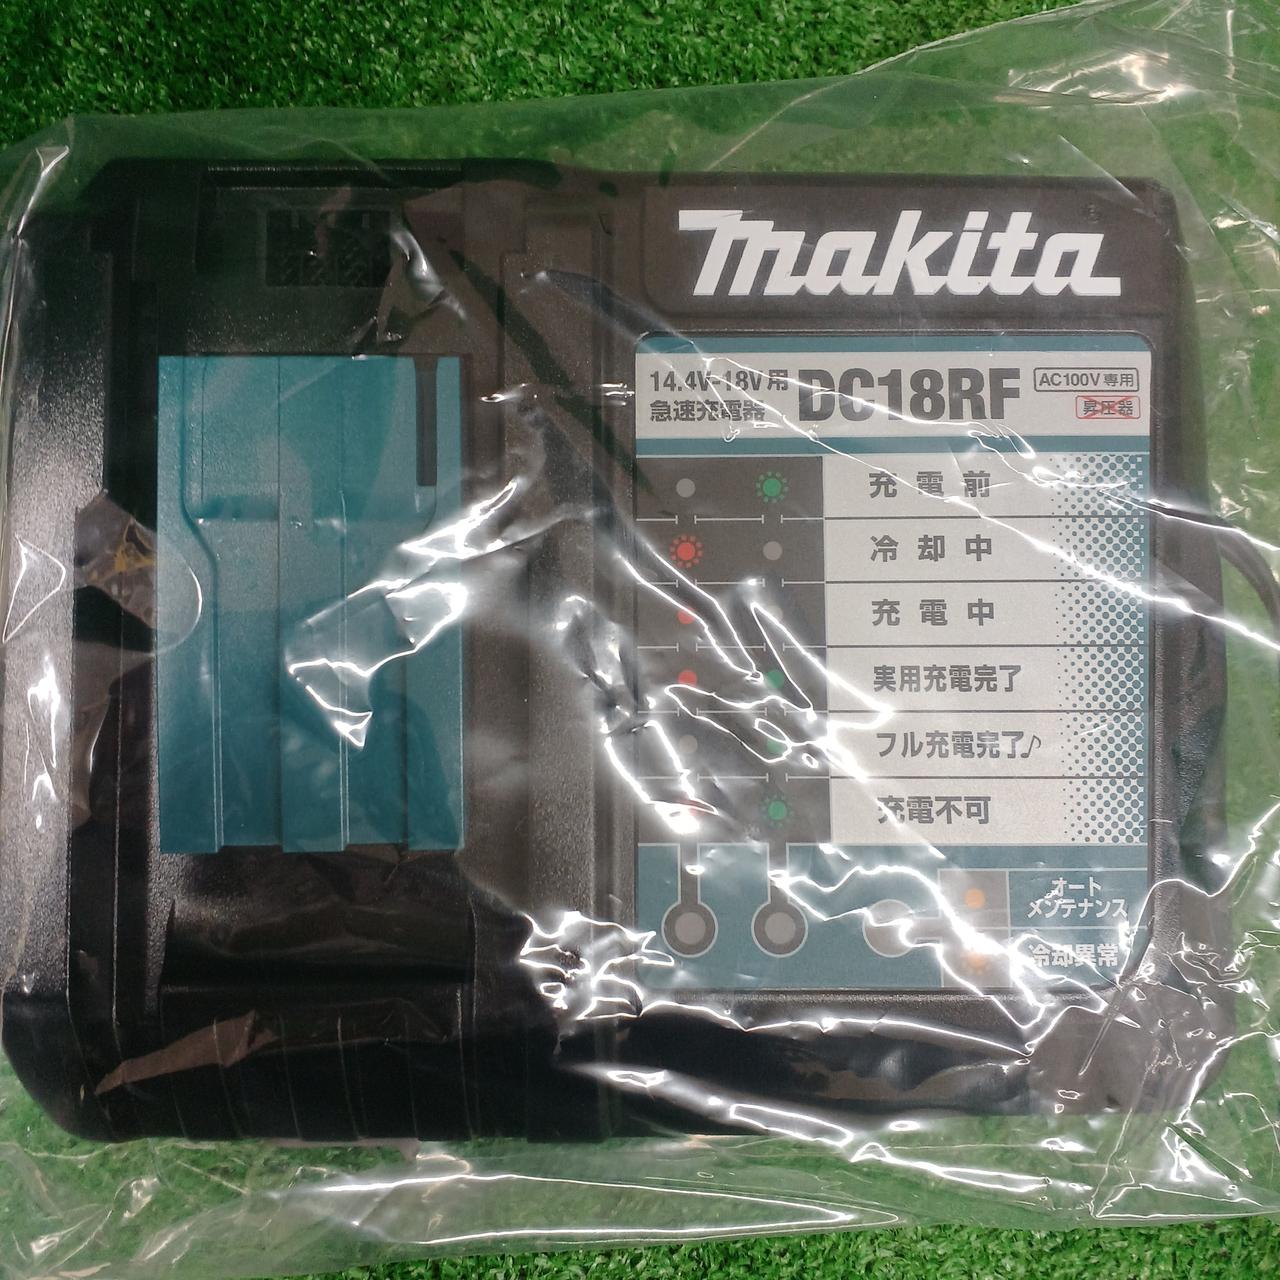 makita
14.4V-18V用
急速充電器
DC18RF
AC100V専用
昇圧器
充電前
冷却中
充電中
実用充電完了
フル充電完了♪
充電不可
オート
メンテナンス
冷却異常